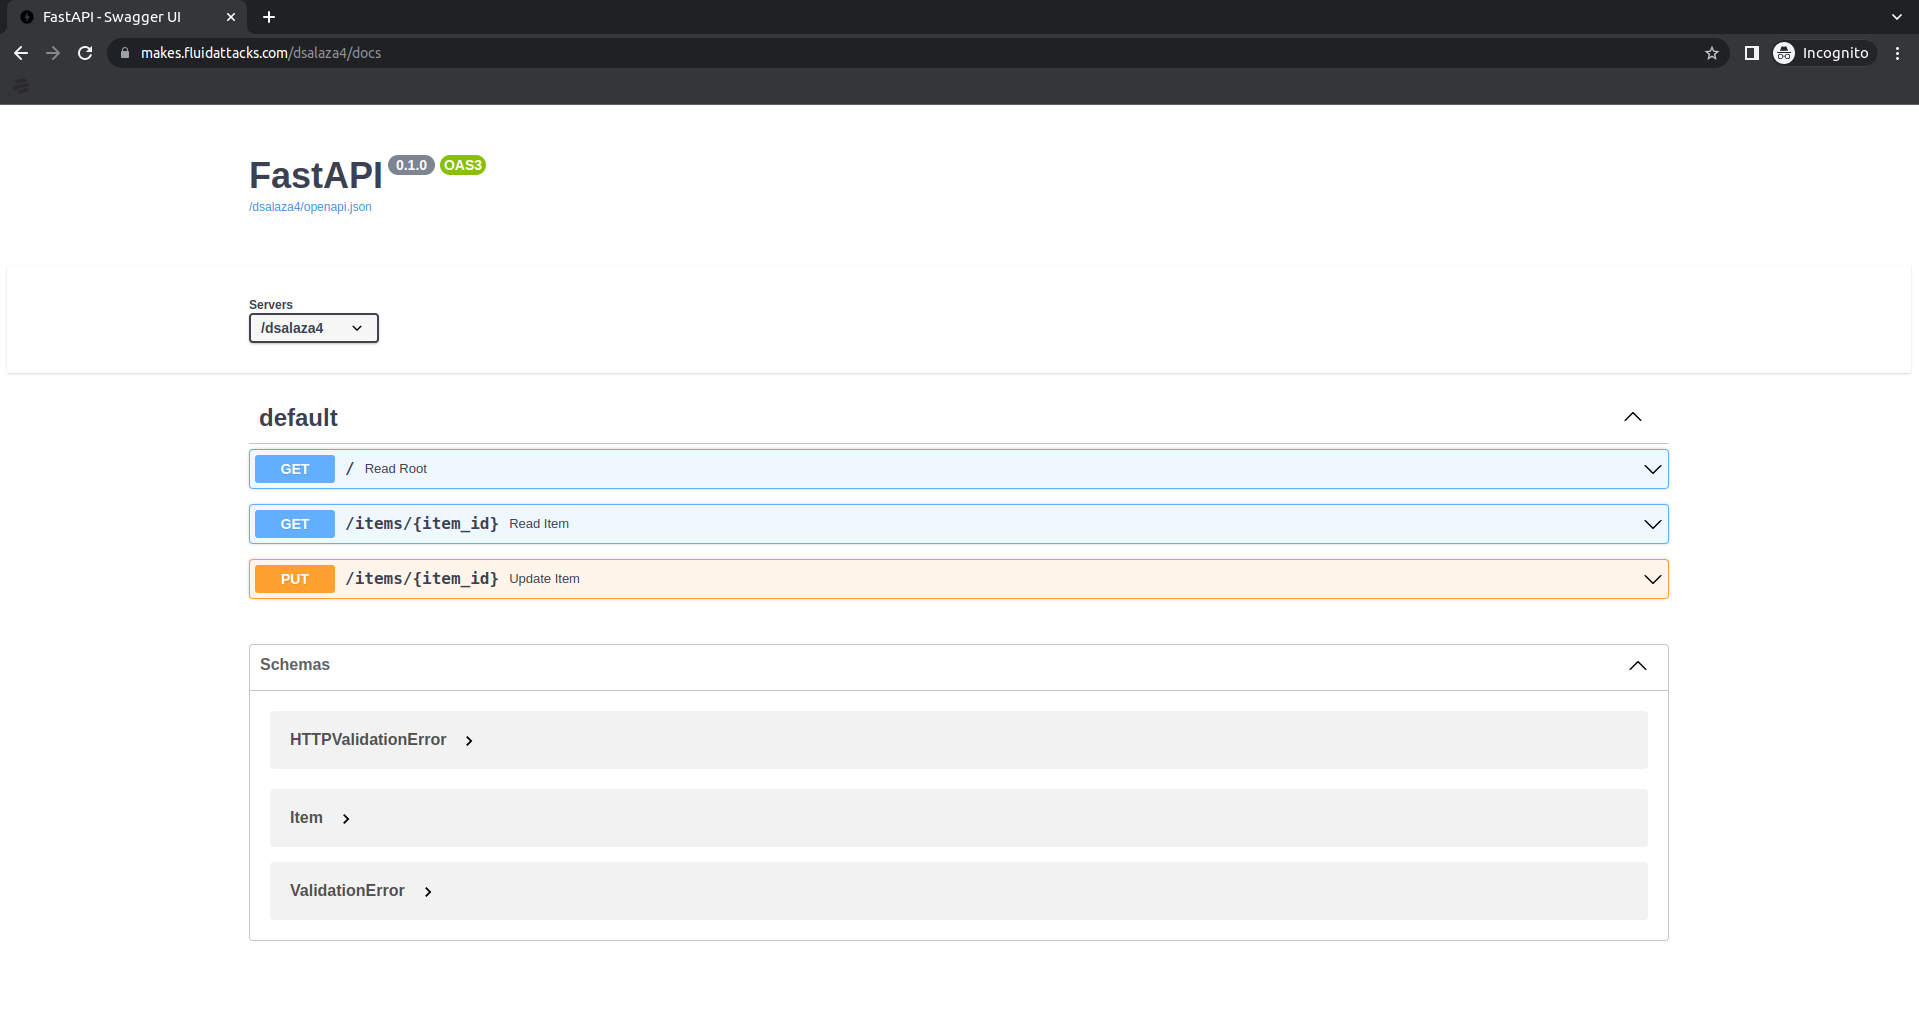 FastAPI - Swagger UI
makes.fluidattacks.com/dsalaza4/docs
Incognito
FastAPI 0.1.0 OAS3
/dsalaza4/openapi.json
Servers
/dsalaza4
default
GET / Read Root
GET /items/{item_id} Read Item
PUT /items/{item_id} Update Item
Schemas
HTTPValidationError
Item
ValidationError